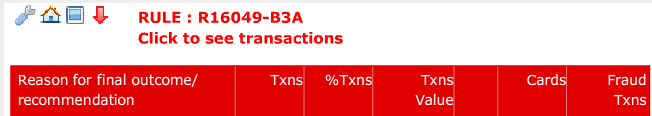 RULE : R16049-B3A
Click to see transactions
Reason for final outcome/ Txns %Txns Txns Cards Fraud
recommendation Value Txns